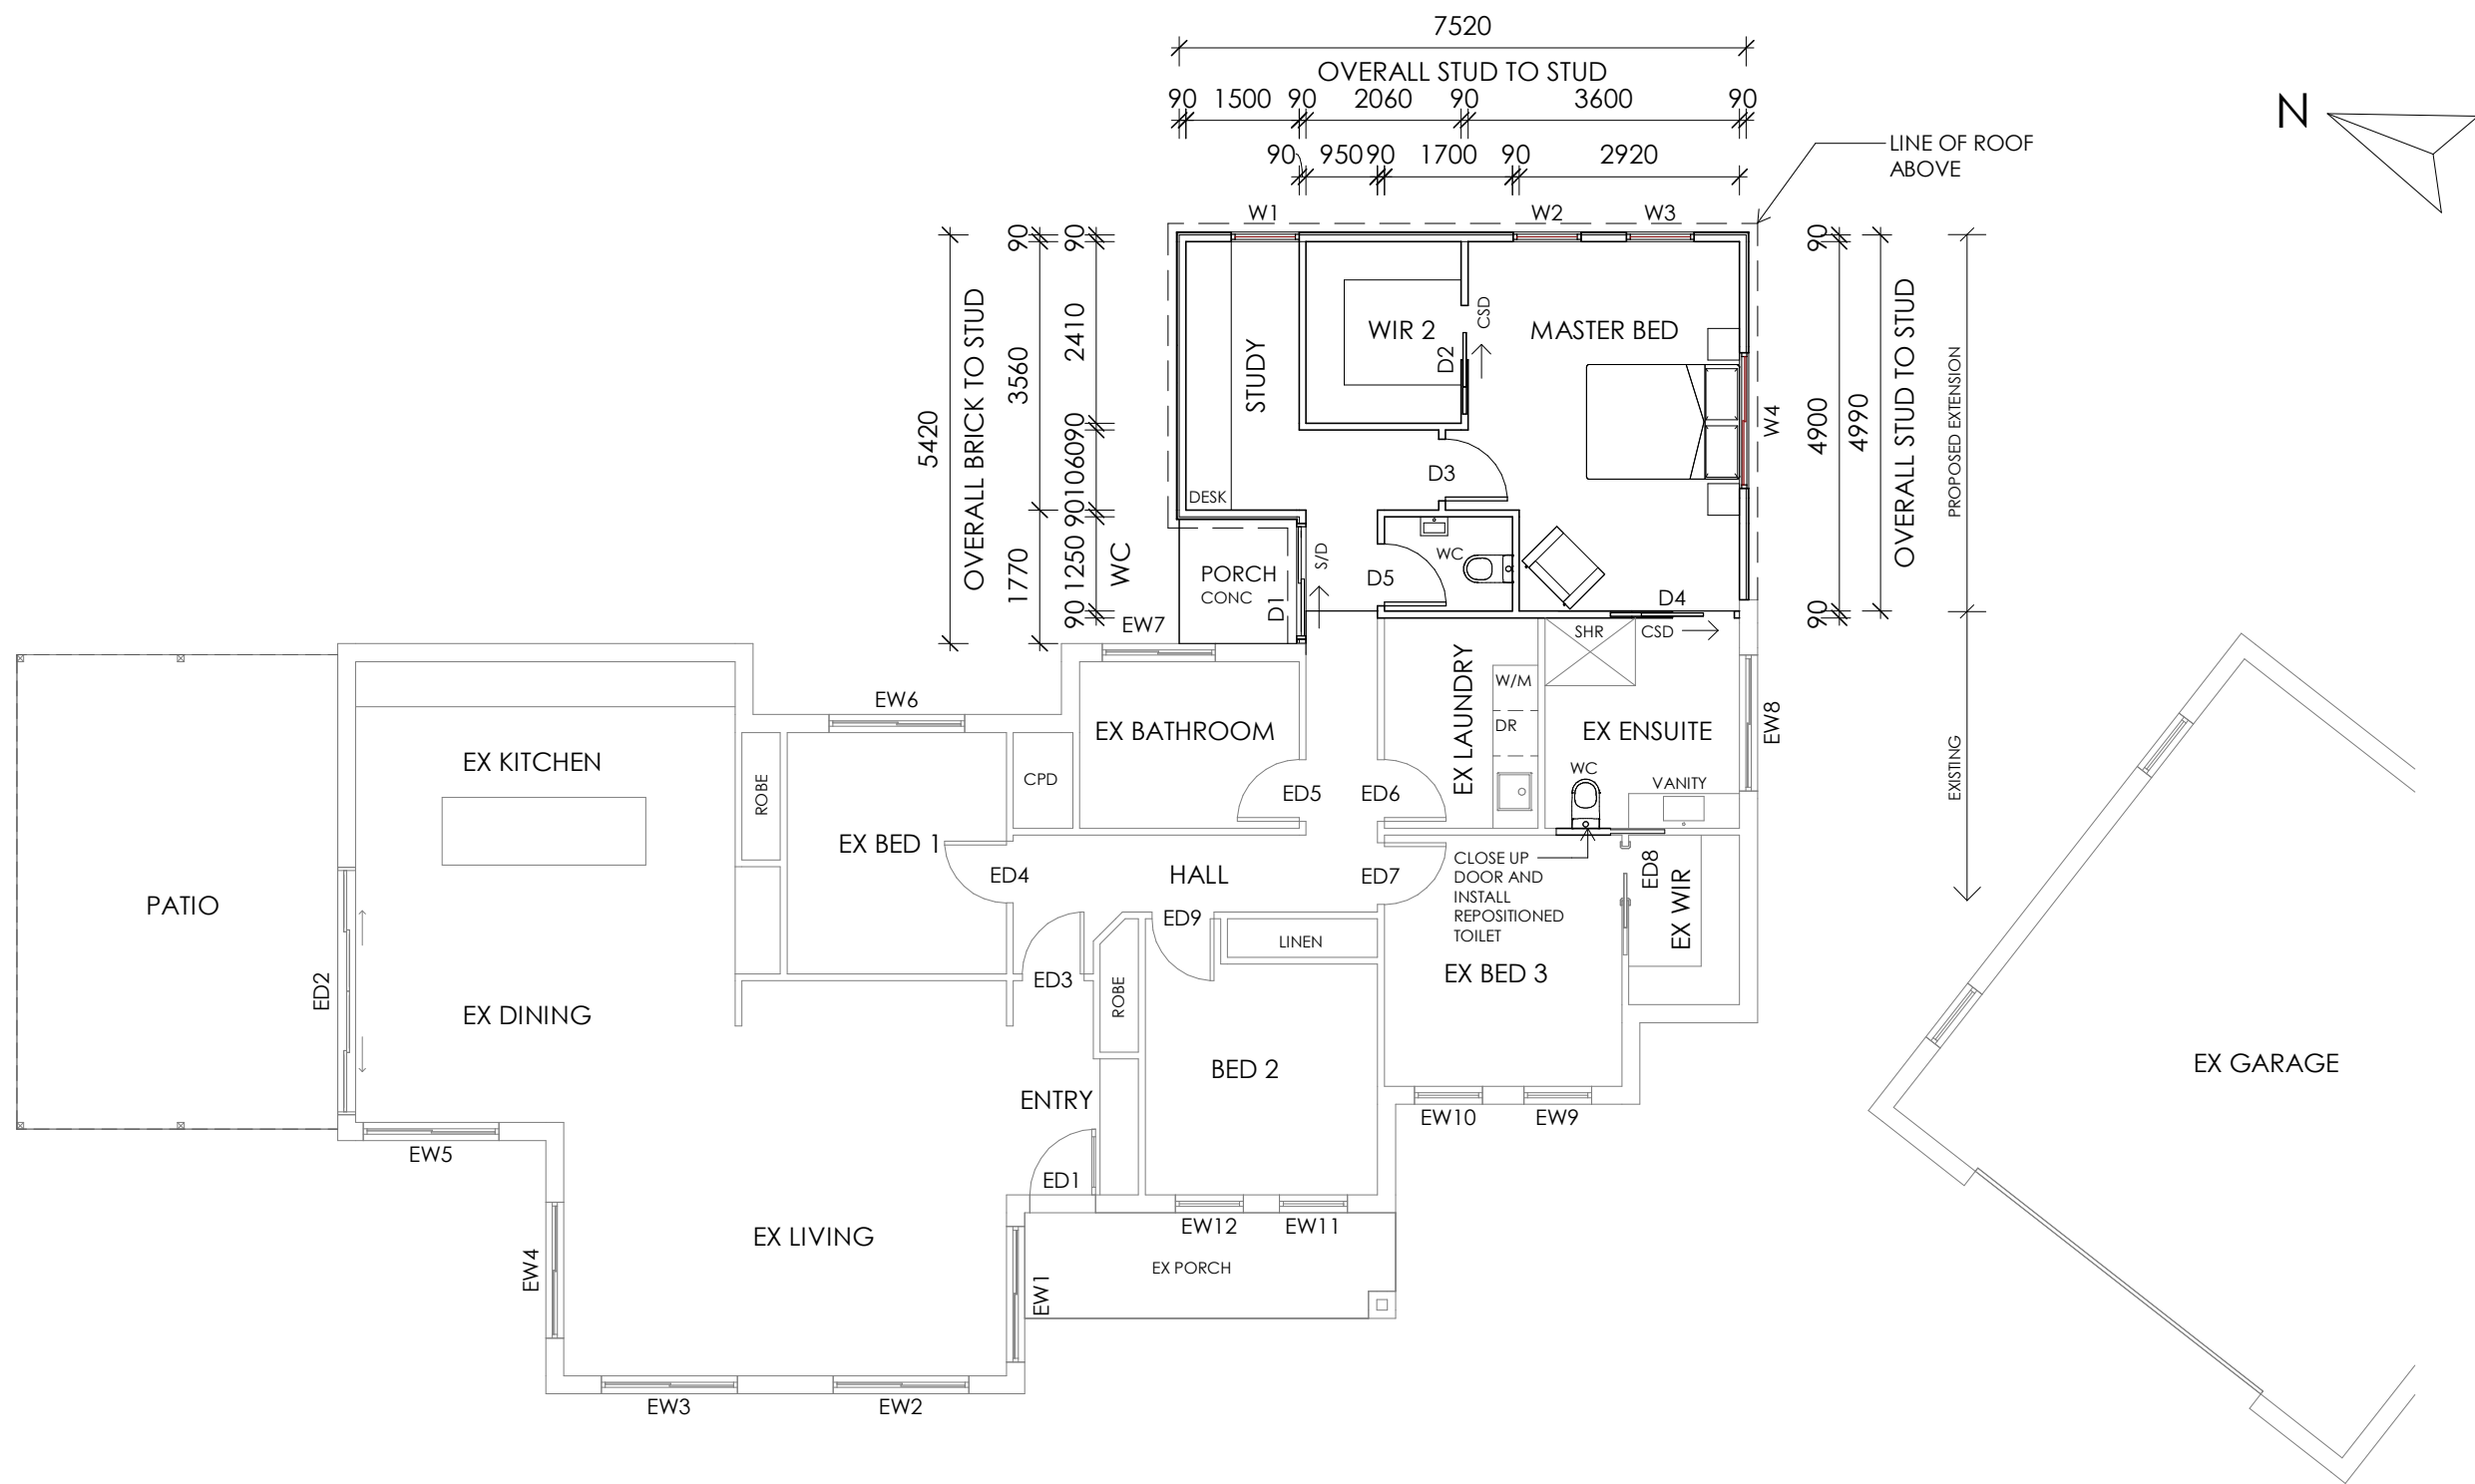 7520
OVERALL STUD TO STUD
90 1500 90 2060 90 3600 90
90 950 90 1700 90 2920
N
LINE OF ROOF
ABOVE
W1
W2
W3
W4
5420
OVERALL BRICK TO STUD
90
3560
1770
90
2410
90
1060
90
1250
90
WC
STUDY
DESK
WIR 2
D2
CSD
MASTER BED
D3
90
4900
90
4990
OVERALL STUD TO STUD
PROPOSED EXTENSION
EXISTING
PORCH
CONC
D1
S/D
D5
WC
D4
SHR
CSD
EW7
EW6
EX KITCHEN
ROBE
EX BED 1
CPD
EX BATHROOM
ED5
ED6
EX LAUNDRY
W/M
DR
EX ENSUITE
WC
VANITY
EW8
PATIO
ED2
ED4
HALL
ED7
CLOSE UP
DOOR AND
INSTALL
REPOSITIONED
TOILET
ED8
EX WIR
ED9
LINEN
ED3
ROBE
EX BED 3
EX DINING
BED 2
ENTRY
EX GARAGE
EW10
EW9
EW5
ED1
EW12
EW11
EX LIVING
EW4
EW1
EX PORCH
EW3
EW2